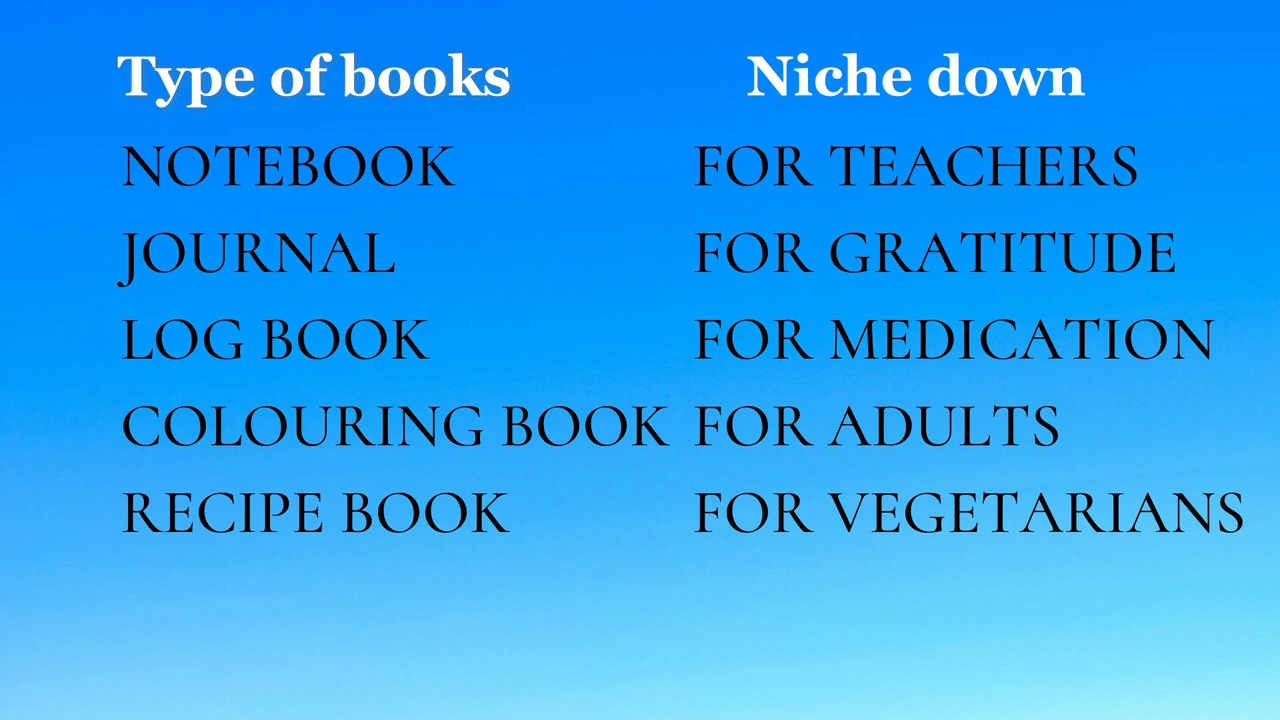 Type of books Niche down
NOTEBOOK FOR TEACHERS
JOURNAL FOR GRATITUDE
LOG BOOK FOR MEDICATION
COLOURING BOOK FOR ADULTS
RECIPE BOOK FOR VEGETARIANS